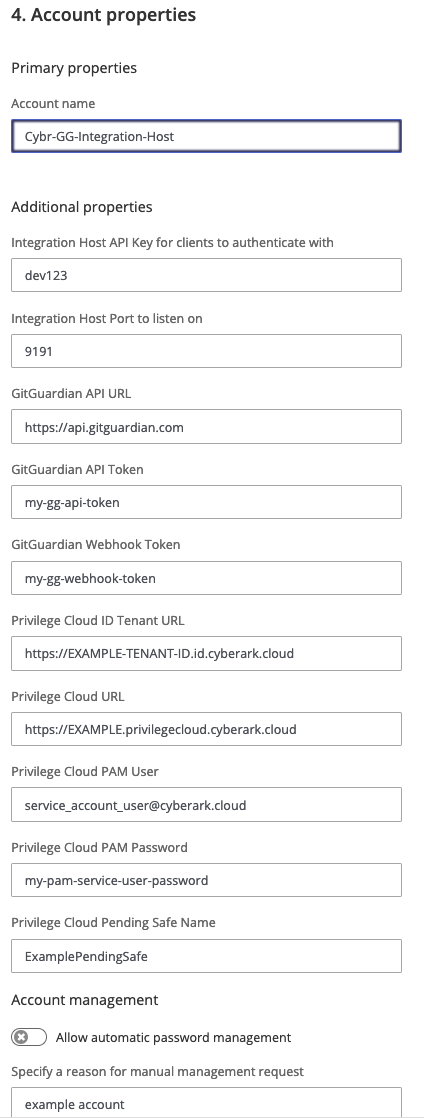 4. Account properties
Primary properties
Account name
Cybr-GG-Integration-Host
Additional properties
Integration Host API Key for clients to authenticate with
dev123
Integration Host Port to listen on
9191
GitGuardian API URL
https://api.gitguardian.com
GitGuardian API Token
my-gg-api-token
GitGuardian Webhook Token
my-gg-webhook-token
Privilege Cloud ID Tenant URL
https://EXAMPLE-TENANT-ID.id.cyberark.cloud
Privilege Cloud URL
https://EXAMPLE.privilegecloud.cyberark.cloud
Privilege Cloud PAM User
service_account_user@cyberark.cloud
Privilege Cloud PAM Password
my-pam-service-user-password
Privilege Cloud Pending Safe Name
ExamplePendingSafe
Account management
Allow automatic password management
Specify a reason for manual management request
example account